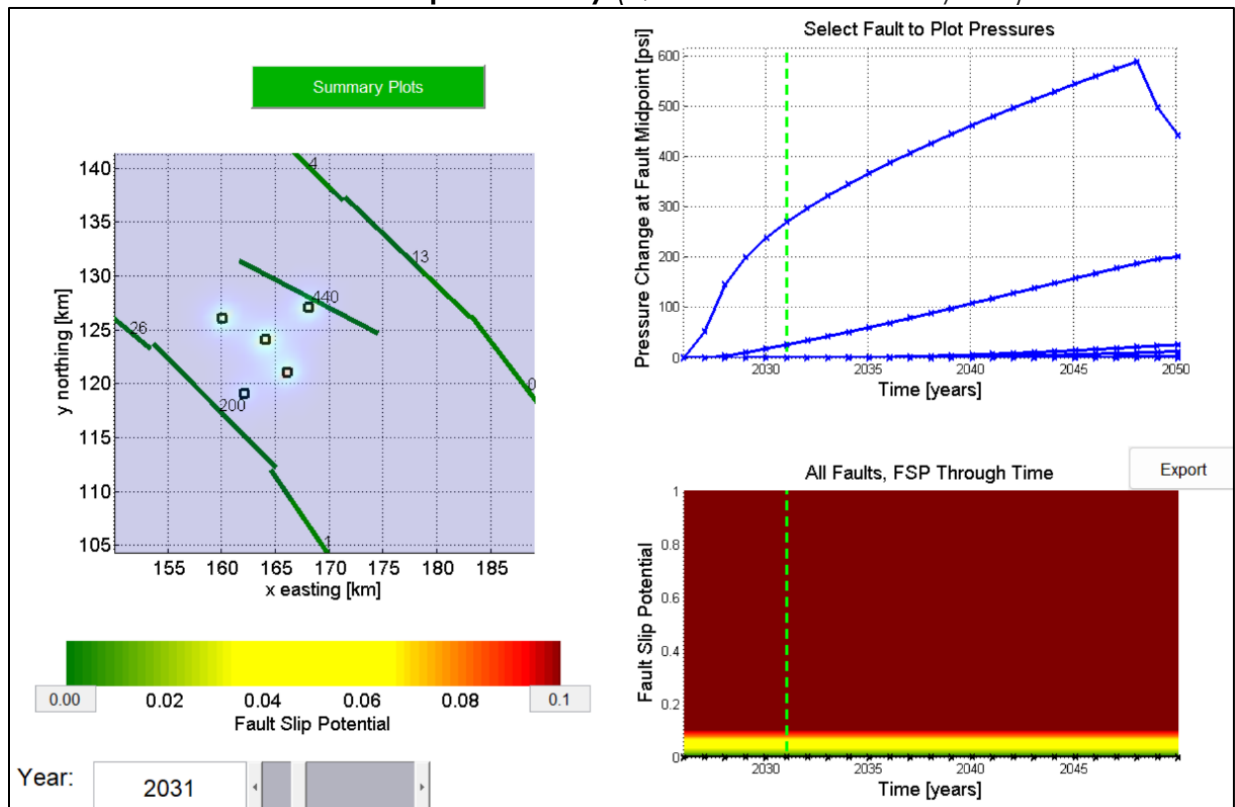 Summary Plots
140
135
130
125
120
115
110
105
y northing [km]
4
13
440
26
200
0
1
155 160 165 170 175 180 185
x easting [km]
0.00 0.02 0.04 0.06 0.08 0.1
Fault Slip Potential
Year: 2031
Select Fault to Plot Pressures
600
500
400
300
200
100
0
Pressure Change at Fault Midpoint [psi]
2030 2035 2040 2045 2050
Time [years]
Export
All Faults, FSP Through Time
1
0.8
0.6
0.4
0.2
0
Fault Slip Potential
2030 2035 2040 2045
Time [years]